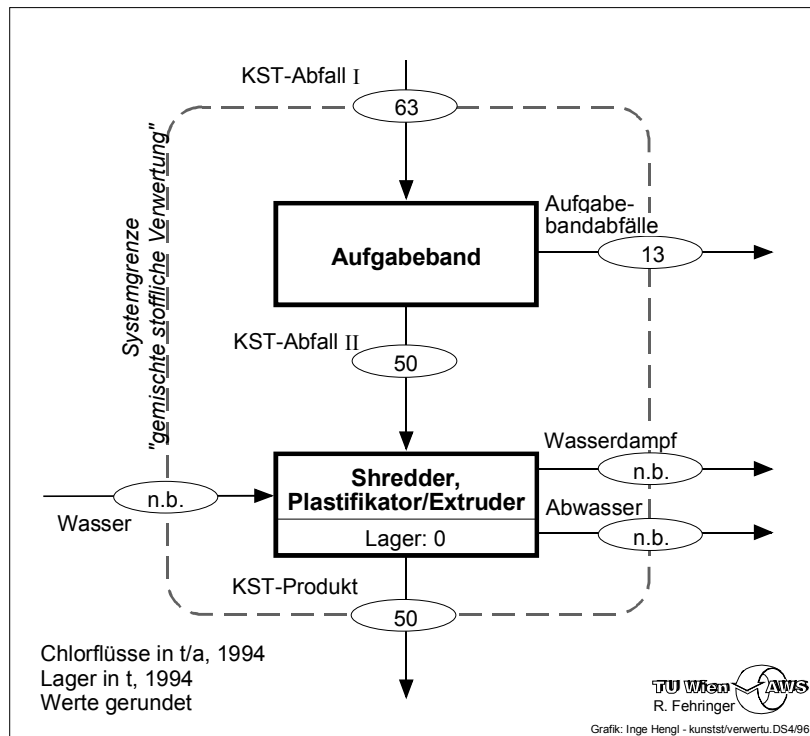 KST-Abfall I
63
Systemgrenze
"gemischte stoffliche Verwertung"
Aufgabeband
Aufgabe-
bandabfälle
13
KST-Abfall II
50
Wasserdampf
n.b.
Shredder,
Plastifikator/Extruder
n.b.
Wasser
Abwasser
n.b.
Lager: 0
KST-Produkt
50
Chlorflüsse in t/a, 1994
Lager in t, 1994
Werte gerundet
TU Wien AWS
R. Fehringer
Grafik: Inge Hengl - kunstst/verwertu.DS4/96